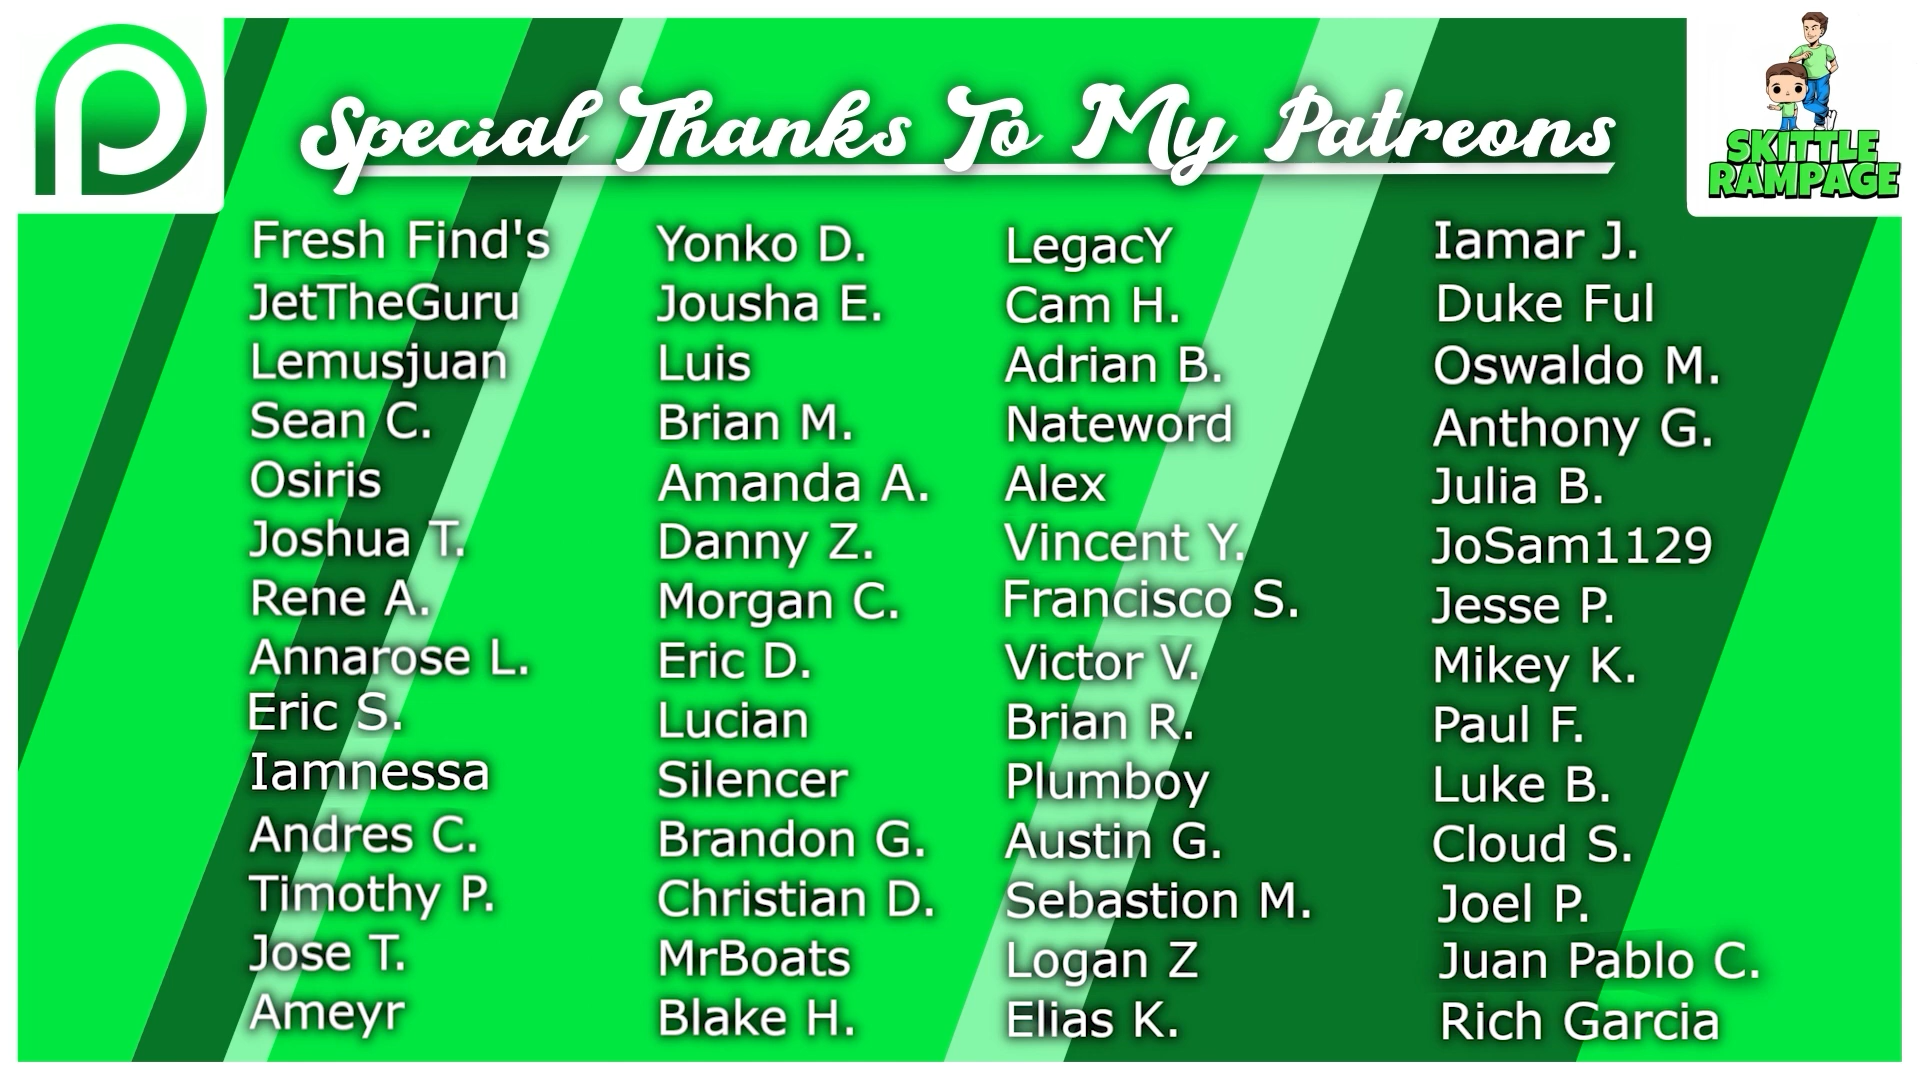 Special Thanks To My Patreons
SKITTLE
RAMPAGE
Fresh Find's
JetTheGuru
Lemusjuan
Sean C.
Osiris
Joshua T.
Rene A.
Annarose L.
Eric S.
Iamnessa
Andres C.
Timothy P.
Jose T.
Ameyr
Yonko D.
Jousha E.
Luis
Brian M.
Amanda A.
Danny Z.
Morgan C.
Eric D.
Lucian
Silencer
Brandon G.
Christian D.
MrBoats
Blake H.
LegacY
Cam H.
Adrian B.
Nateword
Alex
Vincent Y.
Francisco S.
Victor V.
Brian R.
Plumboy
Austin G.
Sebastion M.
Logan Z
Elias K.
Iamar J.
Duke Ful
Oswaldo M.
Anthony G.
Julia B.
JoSam1129
Jesse P.
Mikey K.
Paul F.
Luke B.
Cloud S.
Joel P.
Juan Pablo C.
Rich Garcia